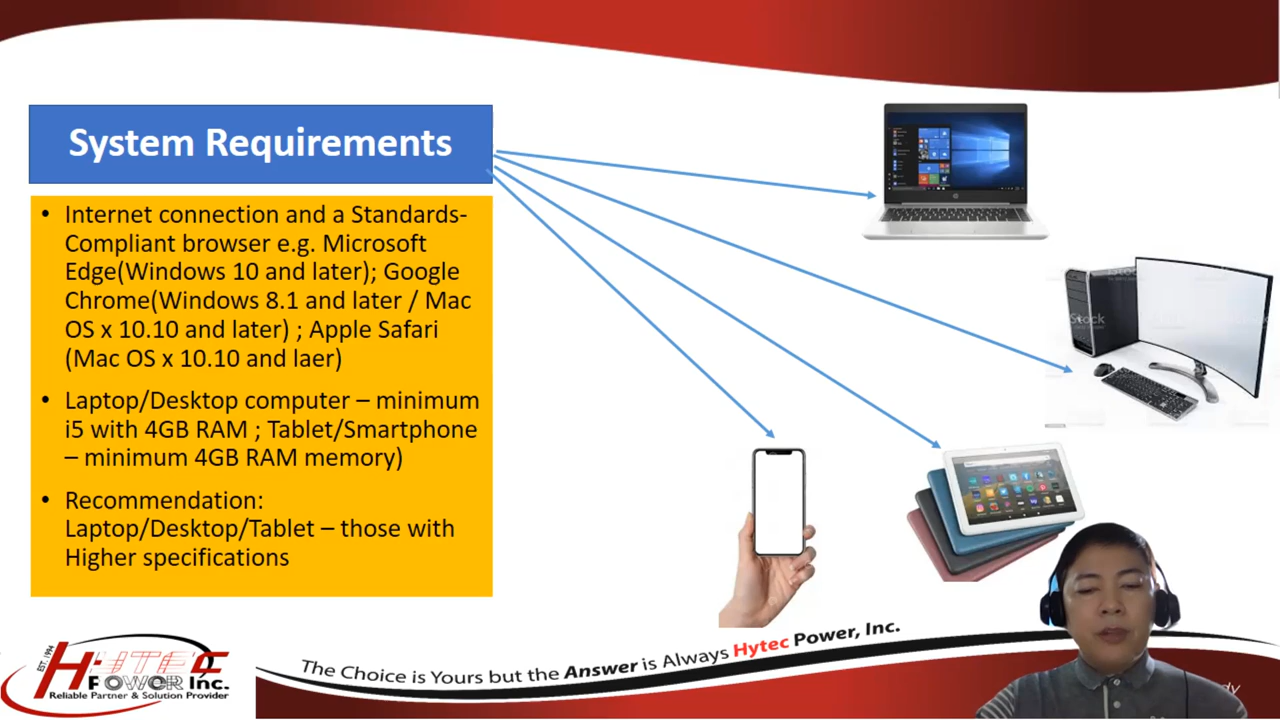 System Requirements
• Internet connection and a Standards-
Compliant browser e.g. Microsoft
Edge(Windows 10 and later); Google
Chrome(Windows 8.1 and later / Mac
OS x 10.10 and later) ; Apple Safari
(Mac OS x 10.10 and laer)
• Laptop/Desktop computer – minimum
i5 with 4GB RAM ; Tablet/Smartphone
– minimum 4GB RAM memory)
• Recommendation:
Laptop/Desktop/Tablet – those with
Higher specifications
EST. 1994
HYTEC
POWER Inc.
Reliable Partner & Solution Provider
The Choice is Yours but the Answer is Always Hytec Power, Inc.